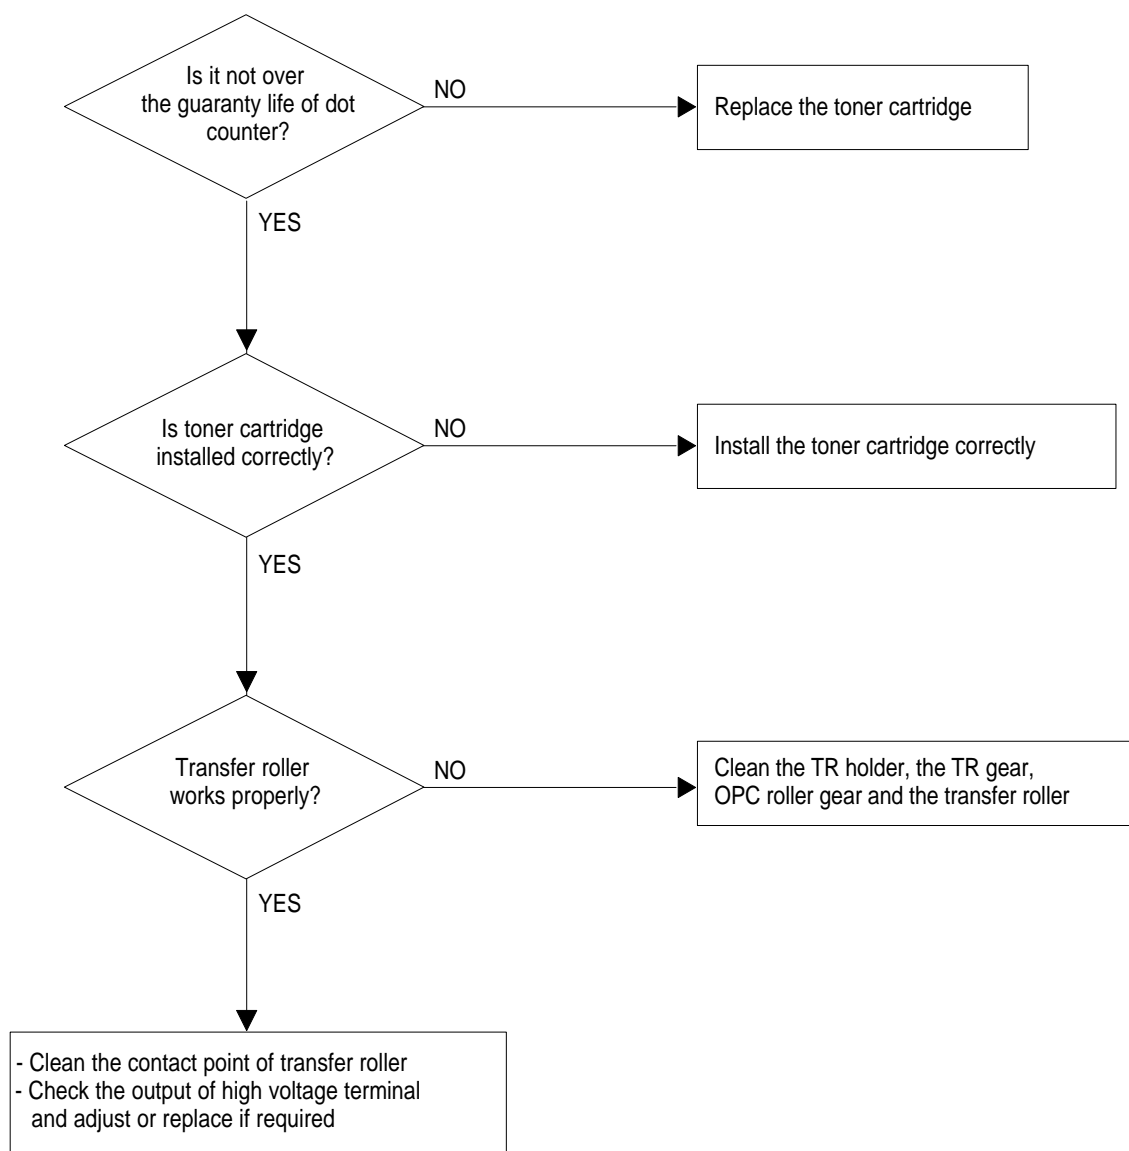 Is it not over
the guaranty life of dot
counter?
NO
Replace the toner cartridge
YES
Is toner cartridge
installed correctly?
NO
Install the toner cartridge correctly
YES
Transfer roller
works properly?
NO
Clean the TR holder, the TR gear,
OPC roller gear and the transfer roller
YES
- Clean the contact point of transfer roller
- Check the output of high voltage terminal
and adjust or replace if required